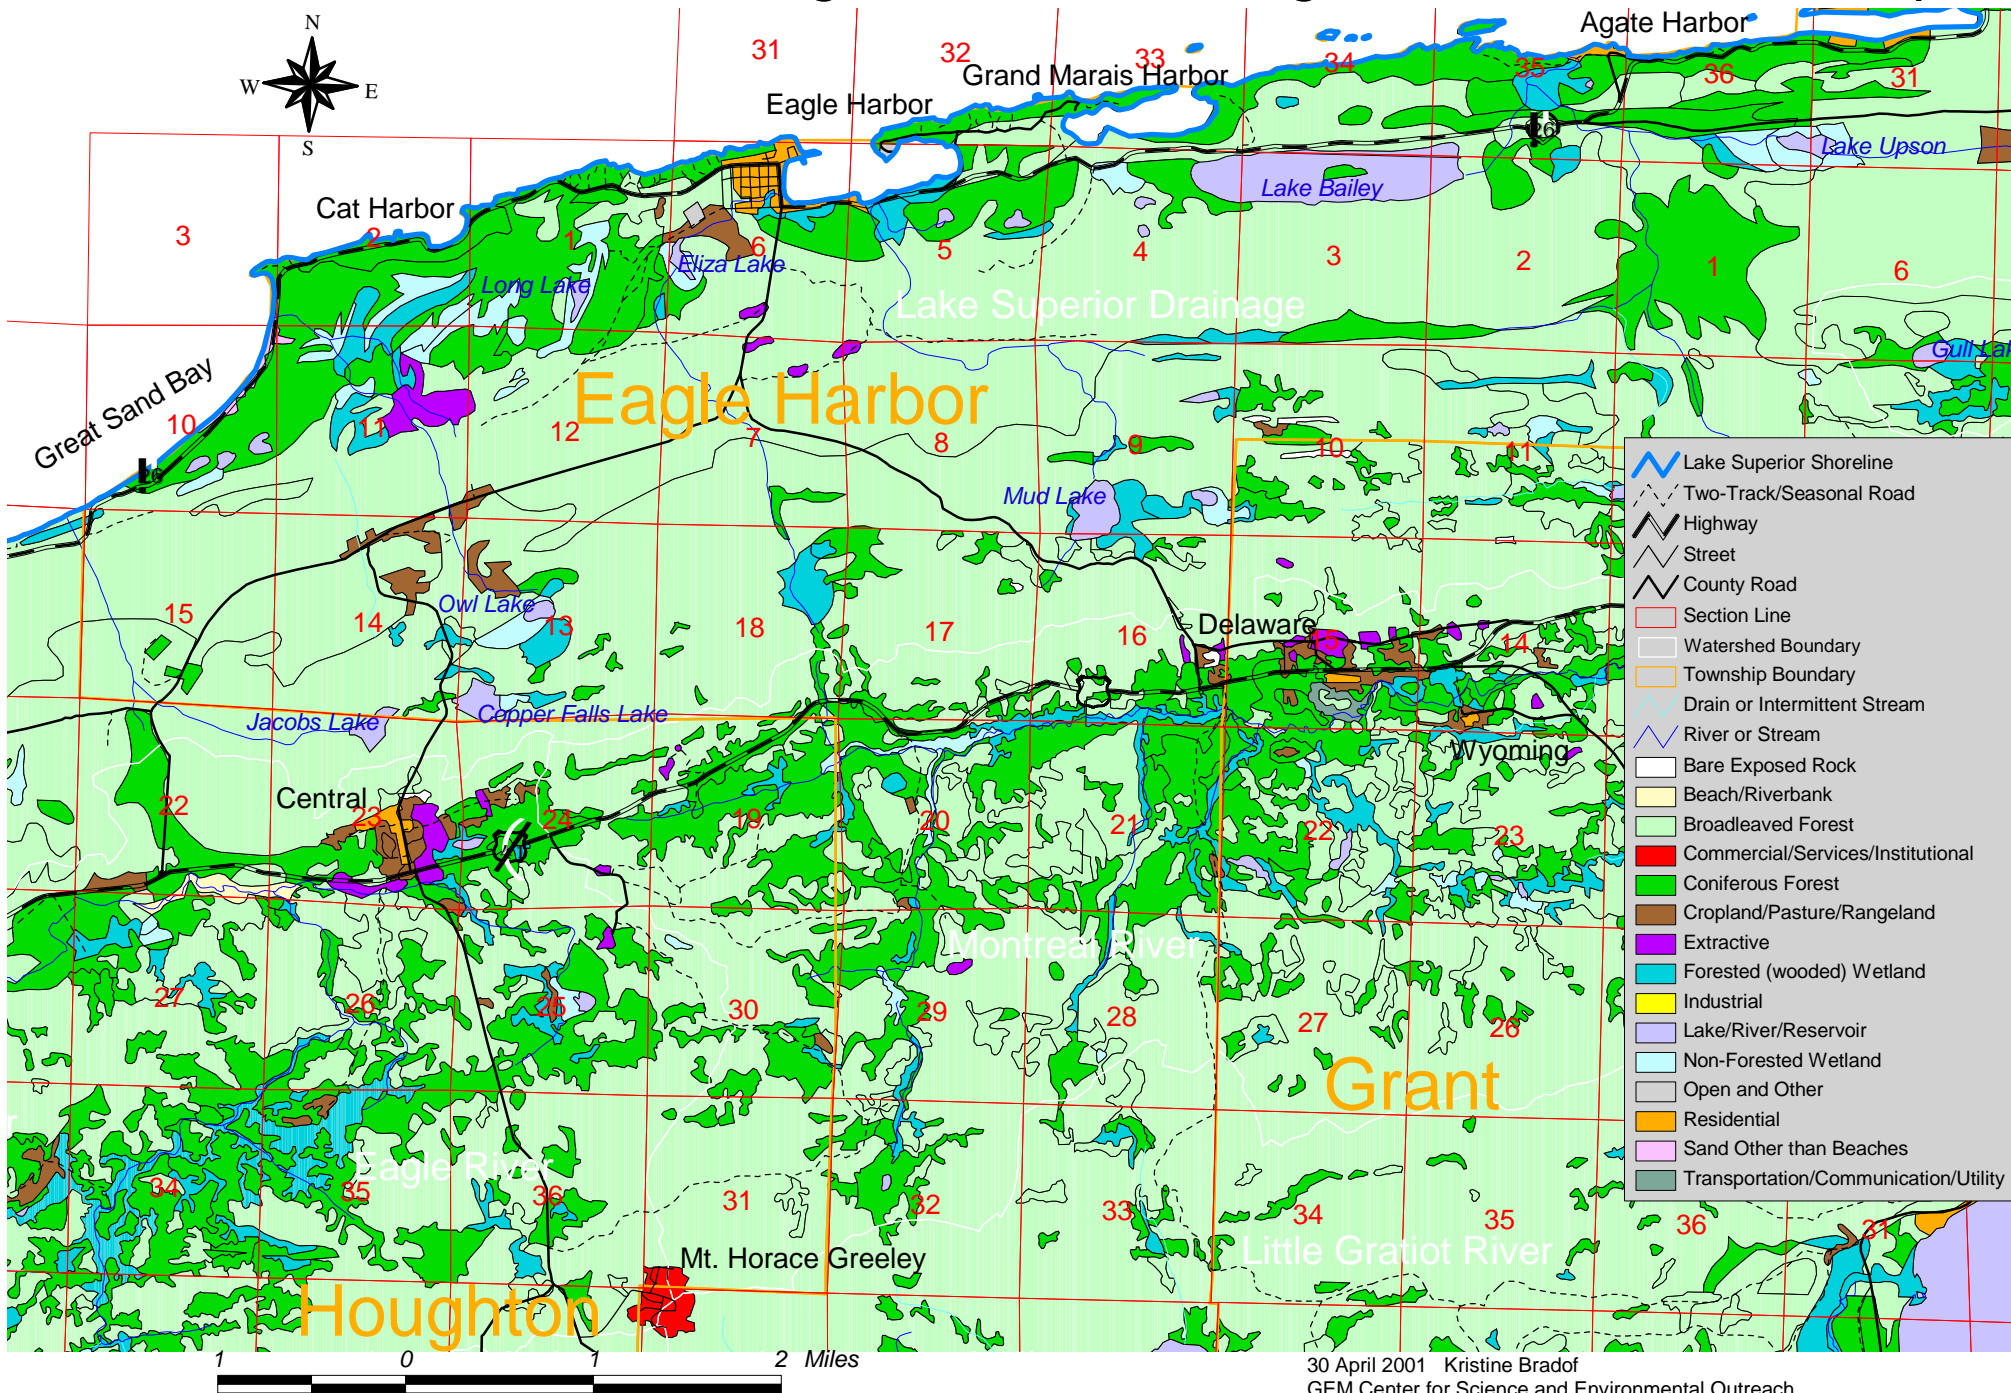 Agate Harbor
N
W
E
S
31
32
33
34
35
36
31
Grand Marais Harbor
Eagle Harbor
26
Lake Upson
Lake Bailey
Cat Harbor
3
2
1
6
5
4
3
2
1
6
Eliza Lake
Long Lake
Lake Superior Drainage
Gull Lak
Great Sand Bay
Eagle Harbor
10
11
12
7
8
9
10
11
26
Mud Lake
Owl Lake
15
14
13
18
17
16
Delaware
15
14
Jacobs Lake
Copper Falls Lake
Wyoming
Central
22
23
24
19
20
21
22
23
Montreal River
27
26
25
30
29
28
27
26
Grant
Eagle River
34
35
36
31
32
33
34
35
36
31
Little Gratiot River
Mt. Horace Greeley
Houghton
Lake Superior Shoreline
Two-Track/Seasonal Road
Highway
Street
County Road
Section Line
Watershed Boundary
Township Boundary
Drain or Intermittent Stream
River or Stream
Bare Exposed Rock
Beach/Riverbank
Broadleaved Forest
Commercial/Services/Institutional
Coniferous Forest
Cropland/Pasture/Rangeland
Extractive
Forested (wooded) Wetland
Industrial
Lake/River/Reservoir
Non-Forested Wetland
Open and Other
Residential
Sand Other than Beaches
Transportation/Communication/Utility
1 0 1 2 Miles
30 April 2001 Kristine Bradof
GEM Center for Science and Environmental Outreach